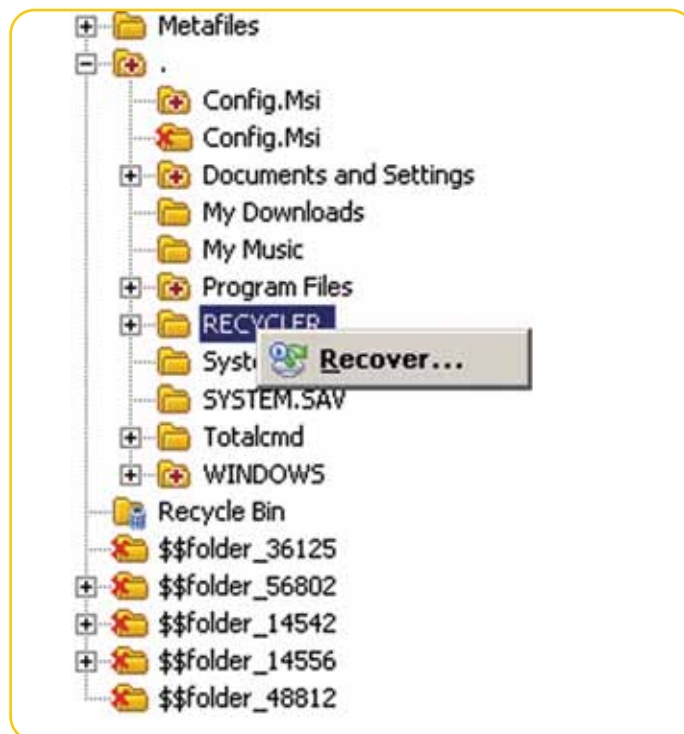 Metafiles
.
Config.Msi
Config.Msi
Documents and Settings
My Downloads
My Music
Program Files
RECYCLER
Recover...
SYSTEM.SAV
Totalcmd
WINDOWS
Recycle Bin
$$folder_36125
$$folder_56802
$$folder_14542
$$folder_14556
$$folder_48812